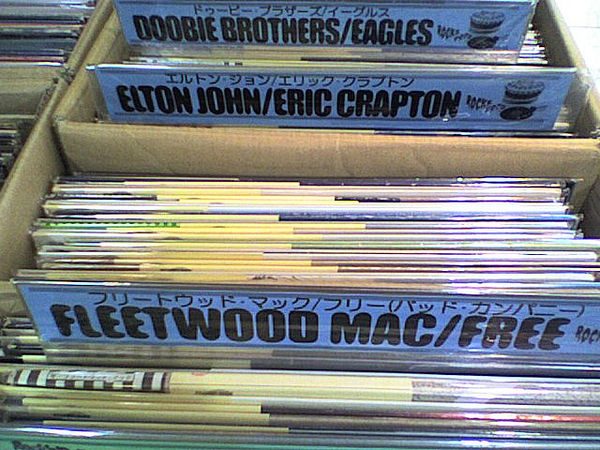 ドゥービー・ブラザーズ/イーグルス
DOOBIE BROTHERS/EAGLES
エルトン・ジョン/エリック・クラプトン
ELTON JOHN/ERIC CRAPTON
フリートウッド・マック/フリー(バッド・カンパニー)
FLEETWOOD MAC/FREE